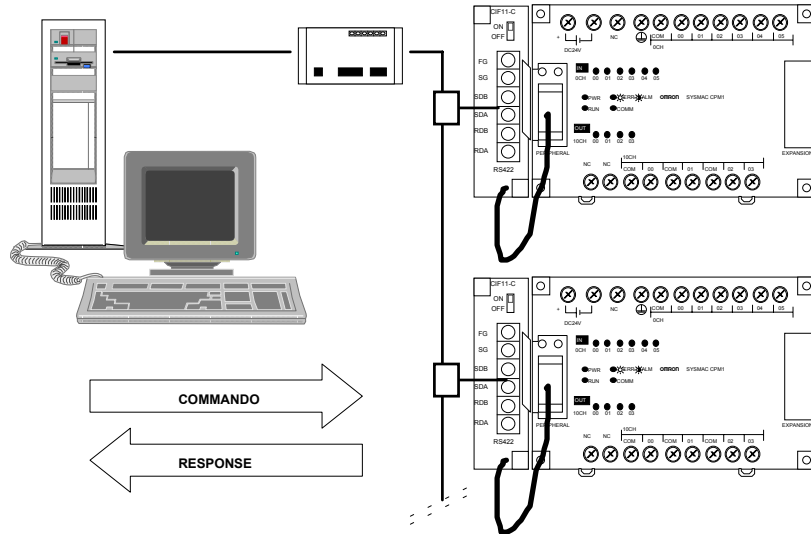 CIF11-C
ON
OFF
FG
SG
SDB
SDA
RDB
RDA
RS422
+
DC24V
NC
COM 00 01 02 03 04 05
0CH
IN
0CH 00 01 02 03 04 05
PWR ERR ALM OMRON SYSMAC CPM1
RUN COMM
OUT
10CH 00 01 02 03
PERIPHERAL
EXPANSION
10CH
NC NC COM 00 COM 01 COM 02 03
CIF11-C
ON
OFF
FG
SG
SDB
SDA
RDB
RDA
RS422
+
DC24V
NC
COM 00 01 02 03 04 05
0CH
IN
0CH 00 01 02 03 04 05
PWR ERR ALM OMRON SYSMAC CPM1
RUN COMM
OUT
10CH 00 01 02 03
PERIPHERAL
EXPANSION
10CH
NC NC COM 00 COM 01 COM 02 03
COMMANDO
RESPONSE